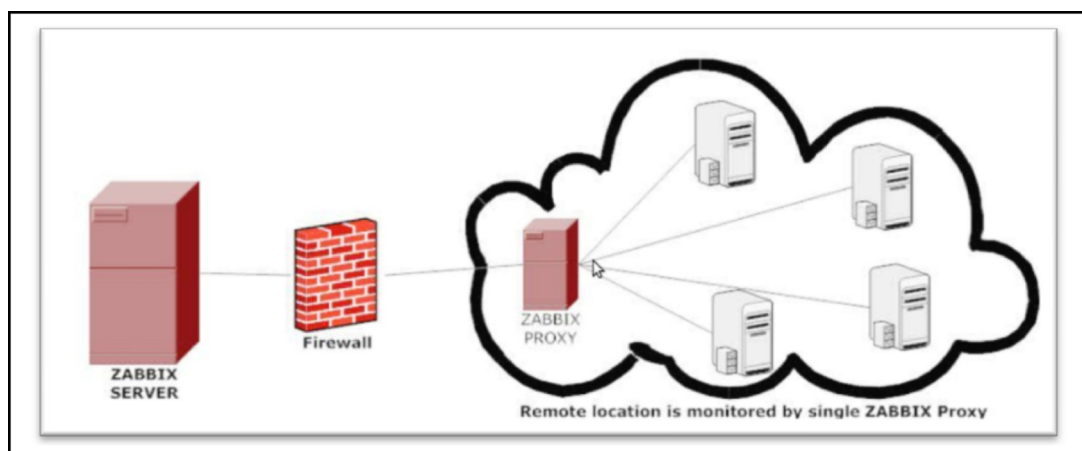 ZABBIX
SERVER
Firewall
ZABBIX
PROXY
Remote location is monitored by single ZABBIX Proxy